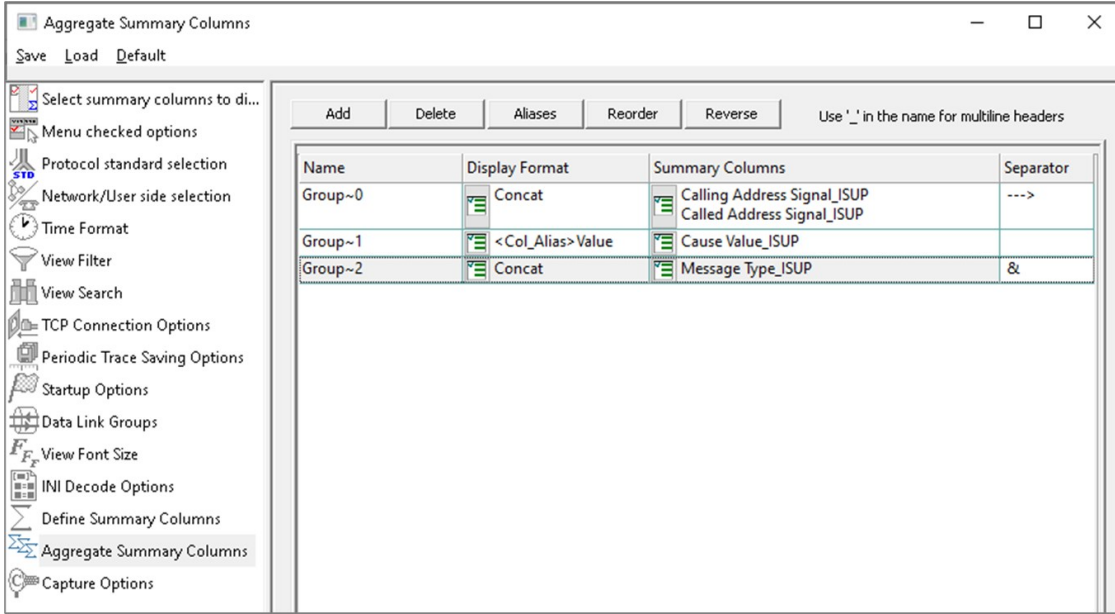 Aggregate Summary Columns
Save Load Default
Select summary columns to di...
Menu checked options
Protocol standard selection
Network/User side selection
Time Format
View Filter
View Search
TCP Connection Options
Periodic Trace Saving Options
Startup Options
Data Link Groups
View Font Size
INI Decode Options
Define Summary Columns
Aggregate Summary Columns
Capture Options
Add Delete Aliases Reorder Reverse Use '_' in the name for multiline headers
Name Display Format Summary Columns Separator
Group~0 Concat Calling Address Signal_ISUP --->
Called Address Signal_ISUP
Group~1 <Col_Alias>Value Cause Value_ISUP
Group~2 Concat Message Type_ISUP &